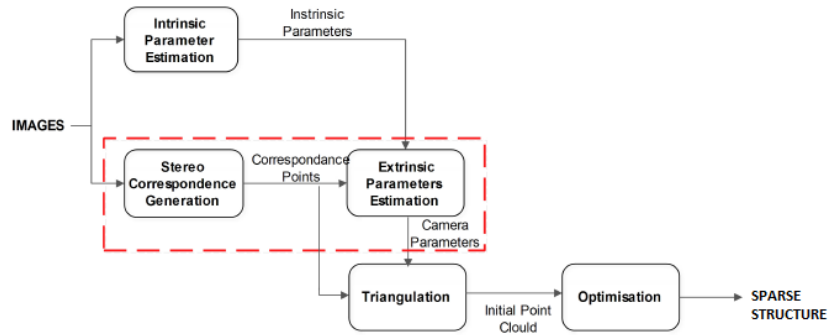 Intrinsic
Parameter
Estimation
Instrinsic
Parameters
IMAGES
Stereo
Correspondence
Generation
Correspondance
Points
Extrinsic
Parameters
Estimation
Camera
Parameters
Triangulation
Initial Point
Clould
Optimisation
SPARSE
STRUCTURE